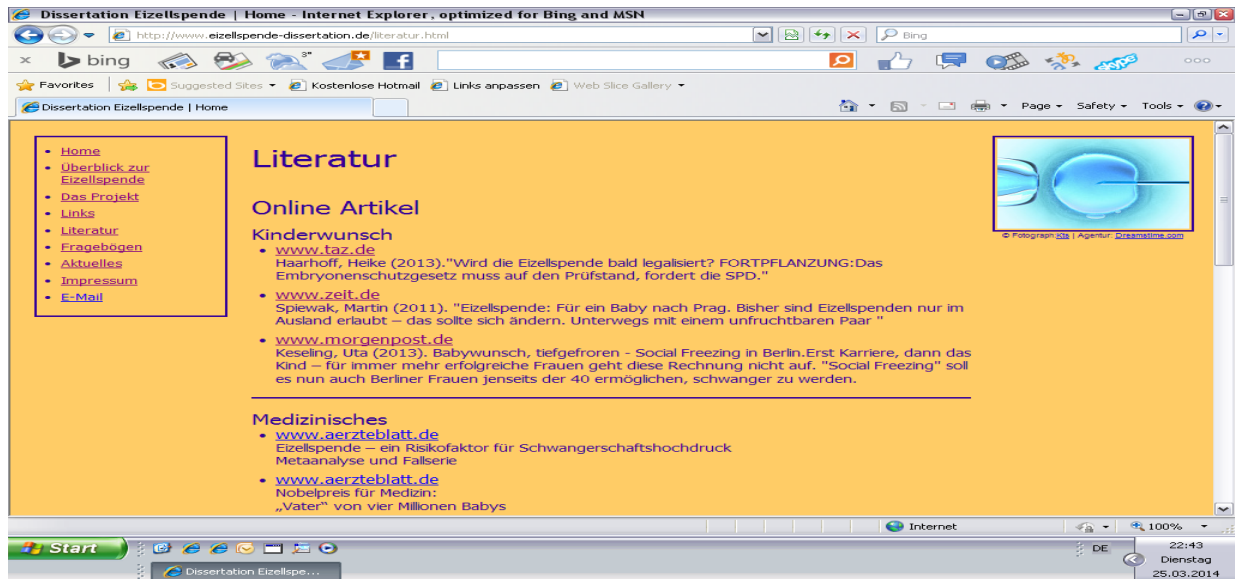 Dissertation Eizellspende | Home - Internet Explorer, optimized for Bing and MSN
http://www.eizellspende-dissertation.de/literatur.html
Bing
× bing
3°
Favorites
Suggested Sites
Kostenlose Hotmail
Links anpassen
Web Slice Gallery
Dissertation Eizellspende | Home
Page
Safety
Tools
Home
Überblick zur
Eizellspende
Das Projekt
Links
Literatur
Fragebögen
Aktuelles
Impressum
E-Mail
Literatur
Online Artikel
Kinderwunsch
www.taz.de
Haarhoff, Heike (2013)."Wird die Eizellspende bald legalisiert? FORTPFLANZUNG:Das
Embryonenschutzgesetz muss auf den Prüfstand, fordert die SPD."
www.zeit.de
Spiewak, Martin (2011). "Eizellspende: Für ein Baby nach Prag. Bisher sind Eizellspenden nur im
Ausland erlaubt – das sollte sich ändern. Unterwegs mit einem unfruchtbaren Paar "
www.morgenpost.de
Keseling, Uta (2013). Babywunsch, tiefgefroren - Social Freezing in Berlin.Erst Karriere, dann das
Kind – für immer mehr erfolgreiche Frauen geht diese Rechnung nicht auf. "Social Freezing" soll
es nun auch Berliner Frauen jenseits der 40 ermöglichen, schwanger zu werden.
Medizinisches
www.aerzteblatt.de
Eizellspende – ein Risikofaktor für Schwangerschaftshochdruck
Metaanalyse und Fallserie
www.aerzteblatt.de
Nobelpreis für Medizin:
„Vater“ von vier Millionen Babys
© Fotograph:Kts | Agentur: Dreamstime.com
Internet
100%
Start
DE
22:43
Dienstag
25.03.2014
Dissertation Eizellspe...